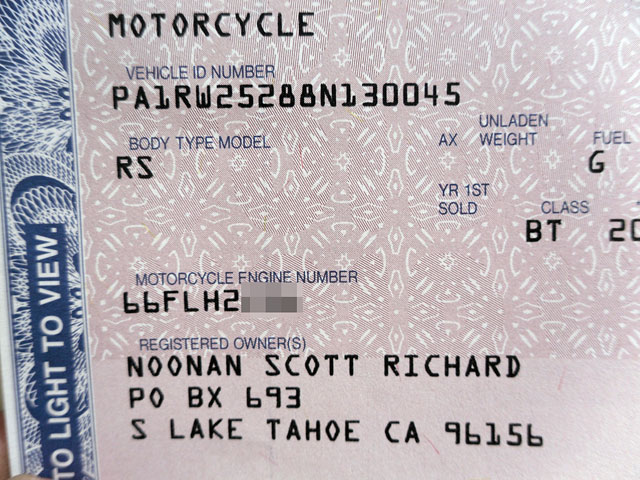 MOTORCYCLE
VEHICLE ID NUMBER
PA1RW25288N130045
BODY TYPE MODEL
AX
UNLADEN
WEIGHT
FUEL
RS
G
YR 1ST
SOLD
CLASS
BT
20
MOTORCYCLE ENGINE NUMBER
66FLH2
REGISTERED OWNER(S)
NOONAN SCOTT RICHARD
PO BX 693
S LAKE TAHOE CA 96156
TO LIGHT TO VIEW.